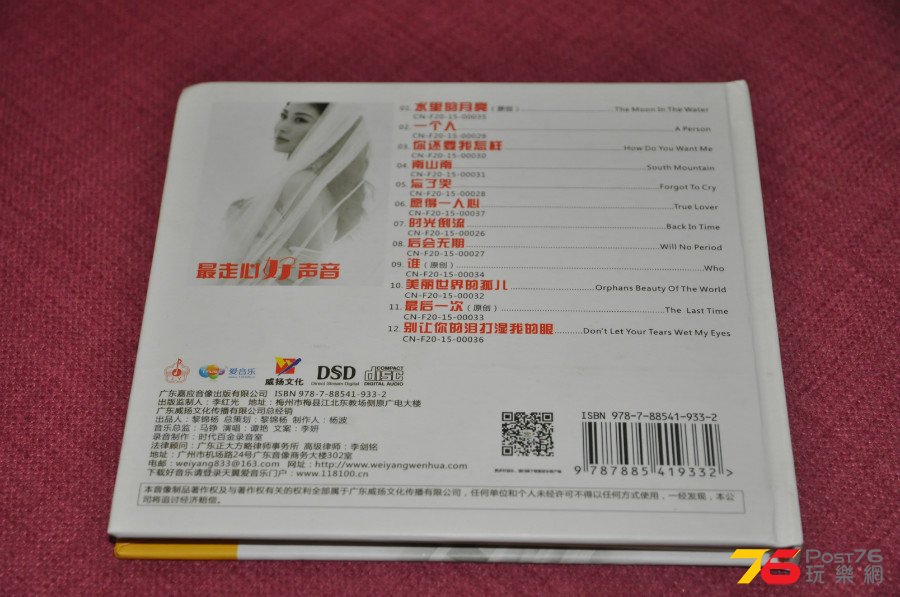 01. 水里的月亮（原创）......The Moon In The Water
CN-F20-15-00035
02. 一个人......A Person
CN-F20-15-00029
03. 你还要我怎样......How Do You Want Me
CN-F20-15-00030
04. 南山南......South Mountain
CN-F20-15-00031
05. 忘了哭......Forgot To Cry
CN-F20-15-00028
06. 愿得一人心......True Lover
CN-F20-15-00037
07. 时光倒流......Back In Time
CN-F20-15-00026
08. 后会无期......Will No Period
CN-F20-15-00027
09. 谁（原创）......Who
CN-F20-15-00034
10. 美丽世界的孤儿......Orphans Beauty Of The World
CN-F20-15-00032
11. 最后一次（原创）......The Last Time
CN-F20-15-00033
12. 别让你的泪打湿我的眼......Don't Let Your Tears Wet My Eyes
CN-F20-15-00036
最走心的声音
爱音乐
威扬文化
DSD
Direct Stream Digital
COMPACT
disc
DIGITAL AUDIO
广东嘉应音像出版有限公司 ISBN 978-7-88541-933-2
出版监制人：李红光 地址：梅州市梅县江北东教场侧原广电大楼
广东威扬文化传播有限公司总经销
出品人：黎锦杨 总策划：黎锦杨 制作人：杨波
音乐总监：马铮 演唱：谭艳 文案：李妍
录音制作：时代百金录音室
法律顾问：广东正大方略律师事务所 高级律师：李剑铭
地址：广州市机场路24号广东音像商务大楼302室
电邮：weiyang833@163.com 网址：http://www.weiyangwenhua.com
下载好音乐请登录天翼爱音乐门户：www.118100.cn
ISBN 978-7-88541-933-2
9 787885 419332 >
本音像制品著作权及与著作权有关的权利全部属于广东威扬文化传播有限公司，任何单位和个人未经许可不得以任何方式使用，一经发现，本公
司将追讨经济赔偿。
76 Post76
玩樂網